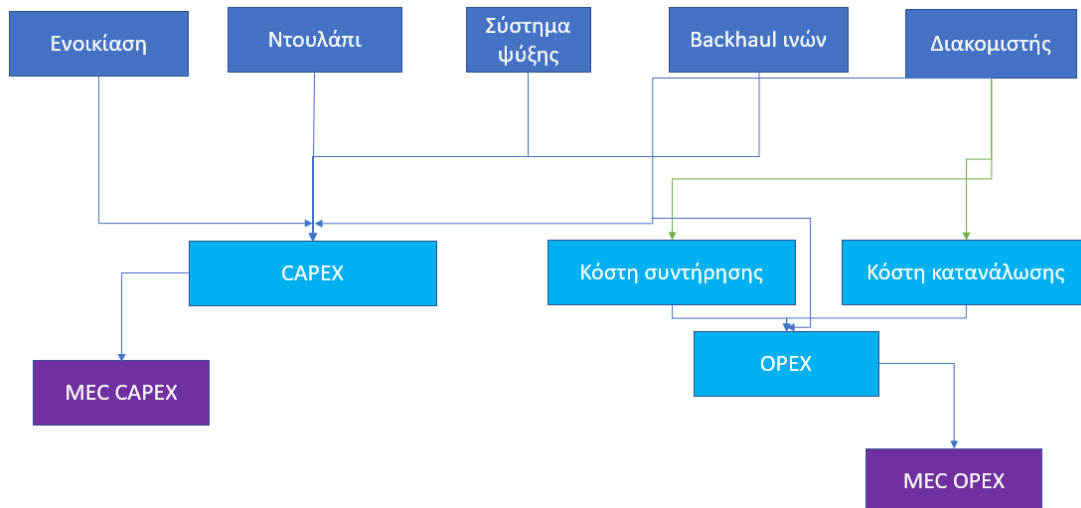 Ενοικίαση
Ντουλάπι
Σύστημα
ψύξης
Backhaul ινών
Διακομιστής
CAPEX
Κόστη συντήρησης
Κόστη κατανάλωσης
OPEX
MEC CAPEX
MEC OPEX